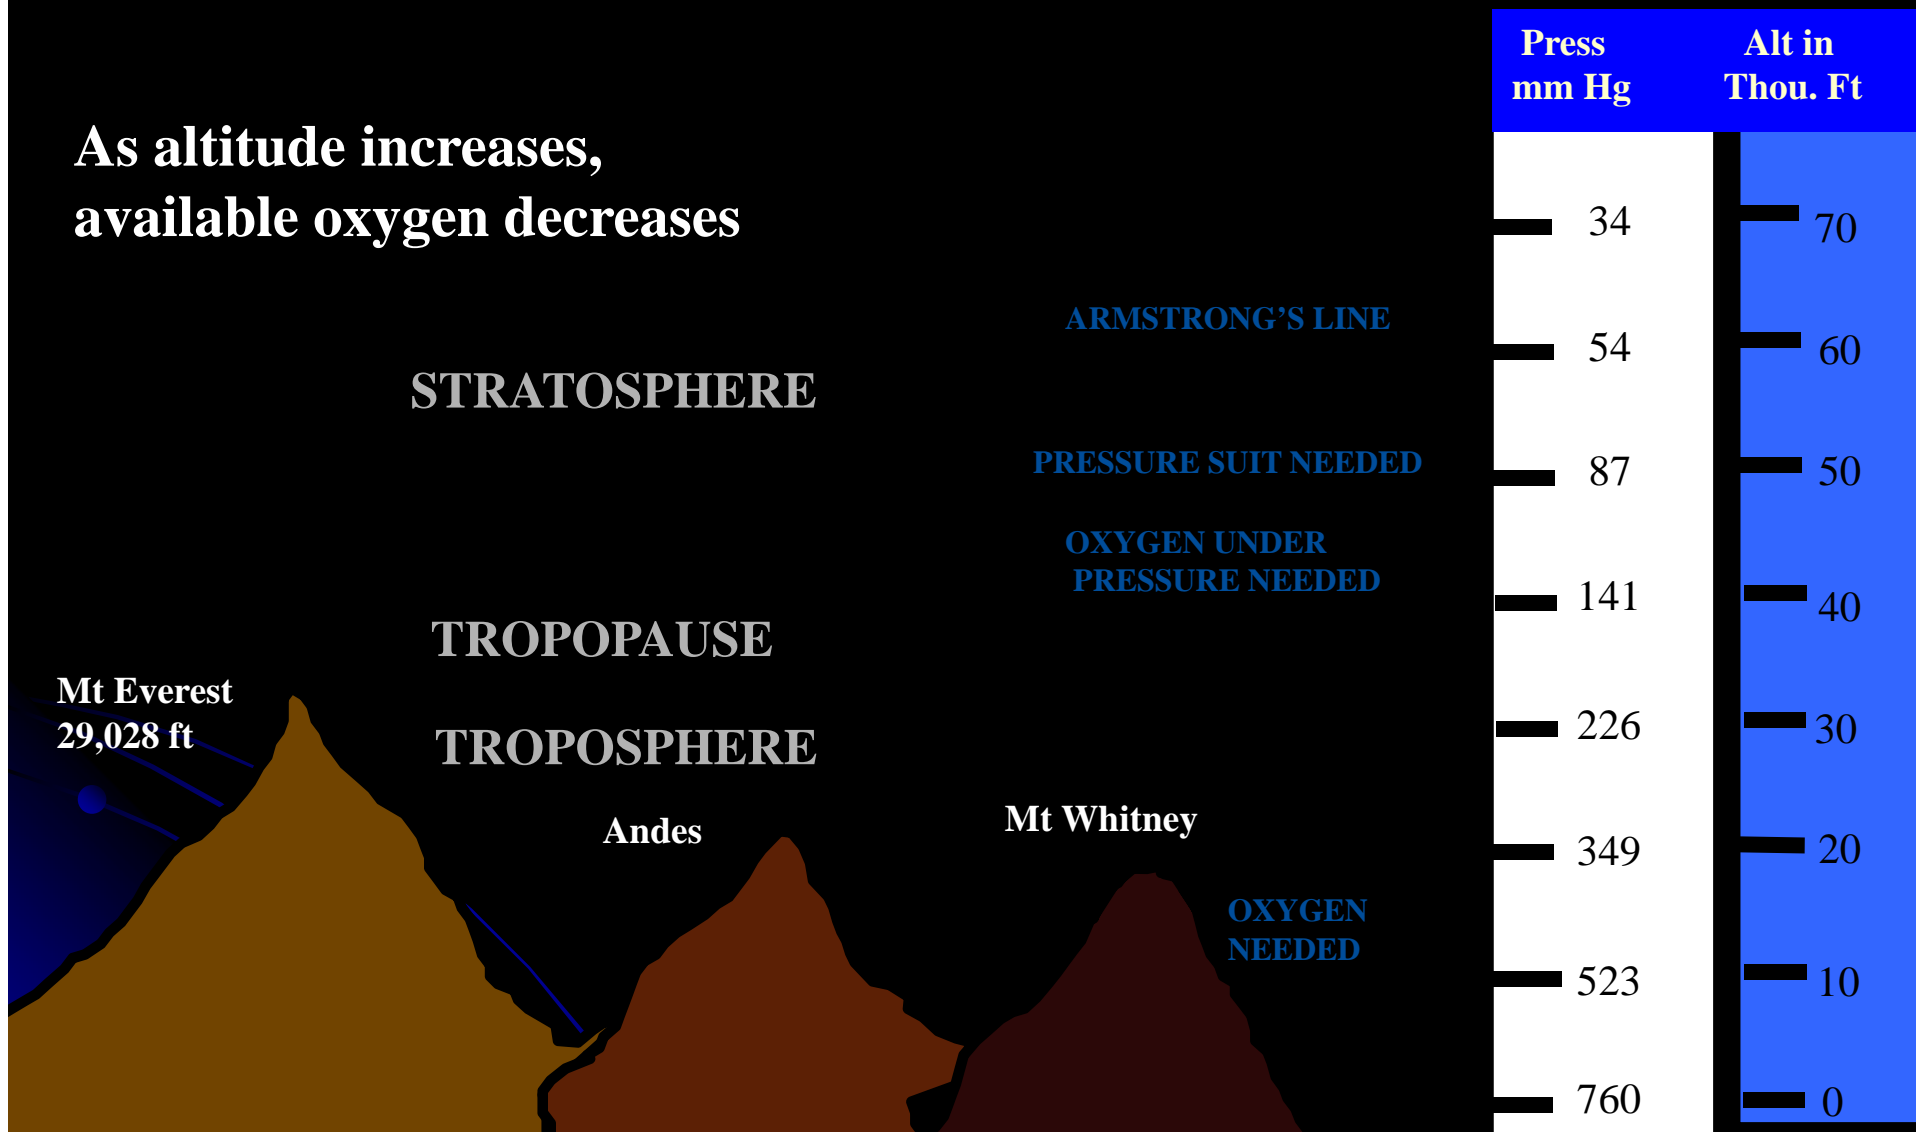 Press
mm Hg
Alt in
Thou. Ft
As altitude increases,
available oxygen decreases
34
70
ARMSTRONG’S LINE
54
60
STRATOSPHERE
PRESSURE SUIT NEEDED
87
50
OXYGEN UNDER
PRESSURE NEEDED
141
40
TROPOPAUSE
Mt Everest
29,028 ft
TROPOSPHERE
226
30
Andes
Mt Whitney
349
20
OXYGEN
NEEDED
523
10
760
0